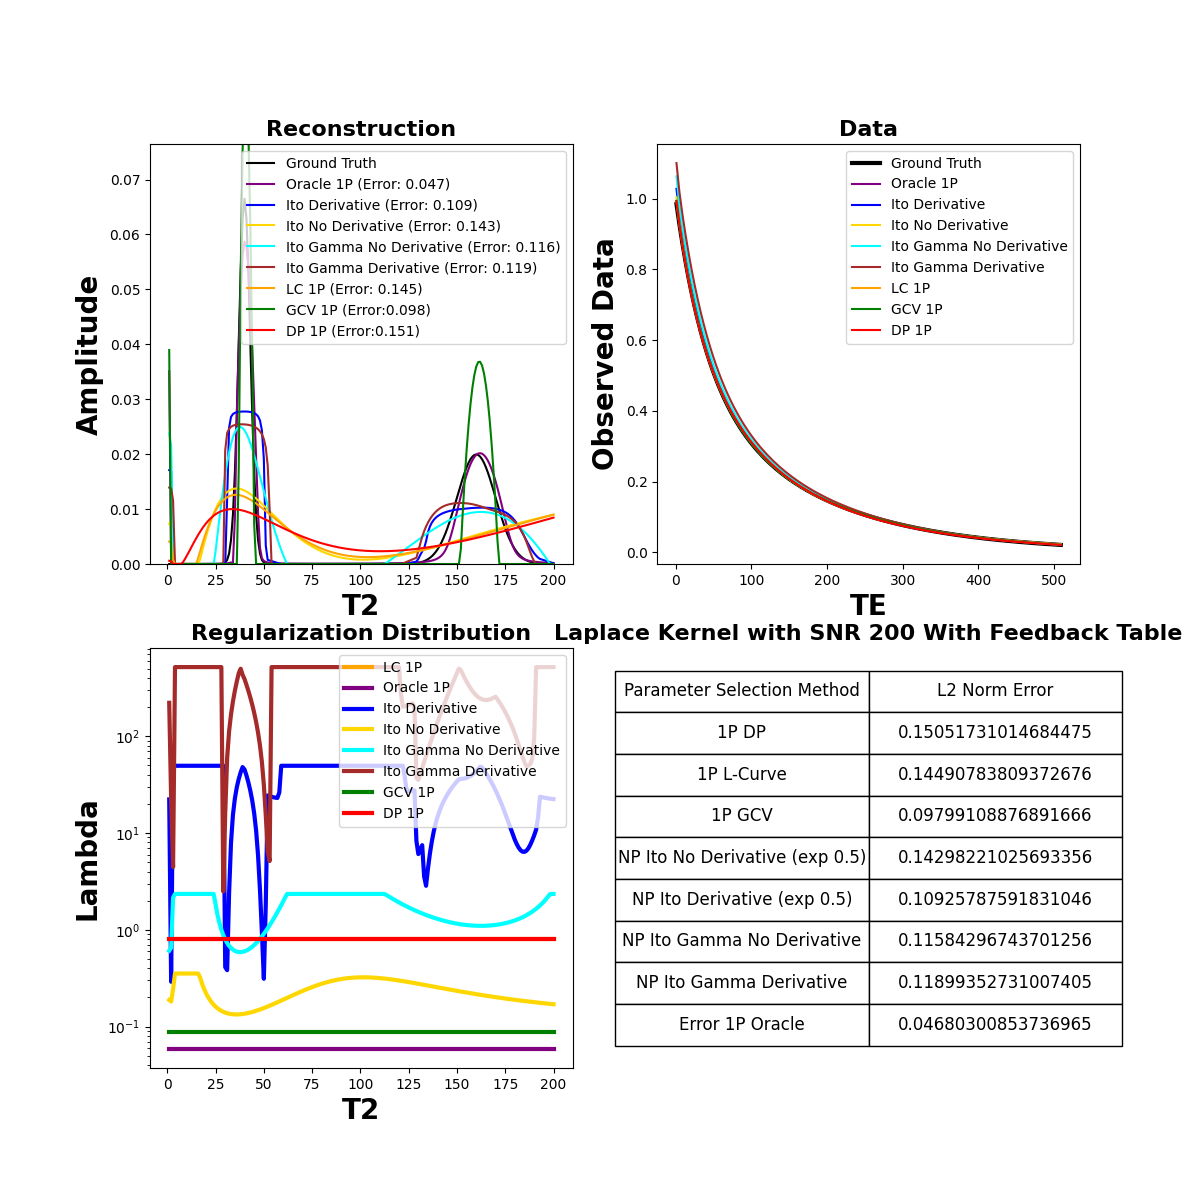 Reconstruction
Amplitude
0.07
0.06
0.05
0.04
0.03
0.02
0.01
0.00
0 25 50 75 100 125 150 175 200
T2
Ground Truth
Oracle 1P (Error: 0.047)
Ito Derivative (Error: 0.109)
Ito No Derivative (Error: 0.143)
Ito Gamma No Derivative (Error: 0.116)
Ito Gamma Derivative (Error: 0.119)
LC 1P (Error: 0.145)
GCV 1P (Error:0.098)
DP 1P (Error:0.151)
Data
Observed Data
1.0
0.8
0.6
0.4
0.2
0.0
0 100 200 300 400 500
TE
Ground Truth
Oracle 1P
Ito Derivative
Ito No Derivative
Ito Gamma No Derivative
Ito Gamma Derivative
LC 1P
GCV 1P
DP 1P
Regularization Distribution
Lambda
10²
10¹
10⁰
10⁻¹
0 25 50 75 100 125 150 175 200
T2
LC 1P
Oracle 1P
Ito Derivative
Ito No Derivative
Ito Gamma No Derivative
Ito Gamma Derivative
GCV 1P
DP 1P
Laplace Kernel with SNR 200 With Feedback Table
Parameter Selection Method L2 Norm Error
1P DP 0.15051731014684475
1P L-Curve 0.14490783809372676
1P GCV 0.09799108876891666
NP Ito No Derivative (exp 0.5) 0.14298221025693356
NP Ito Derivative (exp 0.5) 0.10925787591831046
NP Ito Gamma No Derivative 0.11584296743701256
NP Ito Gamma Derivative 0.11899352731007405
Error 1P Oracle 0.04680300853736965